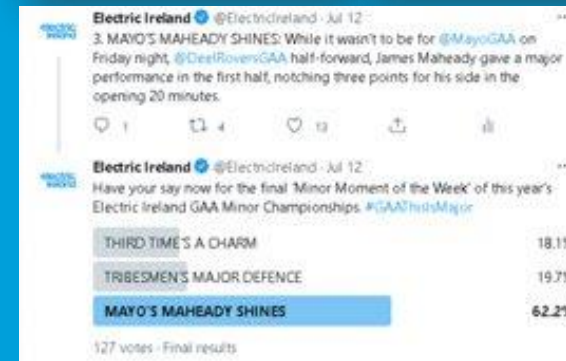 Electric Ireland @ElectricIreland · Jul 12
3. MAYO'S MAHEADY SHINES: While it wasn't to be for @MayoGAA on
Friday night, @DeelRoversGAA half-forward, James Maheady gave a major
performance in the first half, notching three points for his side in the
opening 20 minutes.
1 4 13
Electric Ireland @ElectricIreland · Jul 12
Have your say now for the final 'Minor Moment of the Week' of this year's
Electric Ireland GAA Minor Championships. #GAAThisIsMajor
THIRD TIME'S A CHARM 18.1%
TRIBESMEN'S MAJOR DEFENCE 19.7%
MAYO'S MAHEADY SHINES 62.2%
127 votes · Final results